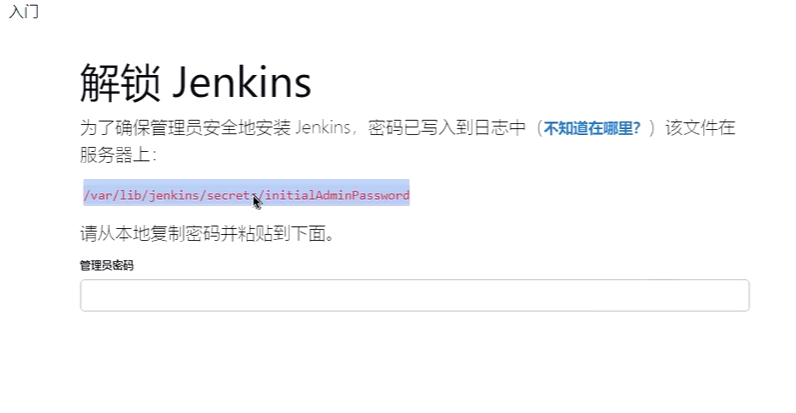 入门
解锁 Jenkins
为了确保管理员安全地安装 Jenkins，密码已写入到日志中（不知道在哪里？）该文件在
服务器上：
/var/lib/jenkins/secrets/initialAdminPassword
请从本地复制密码并粘贴到下面。
管理员密码